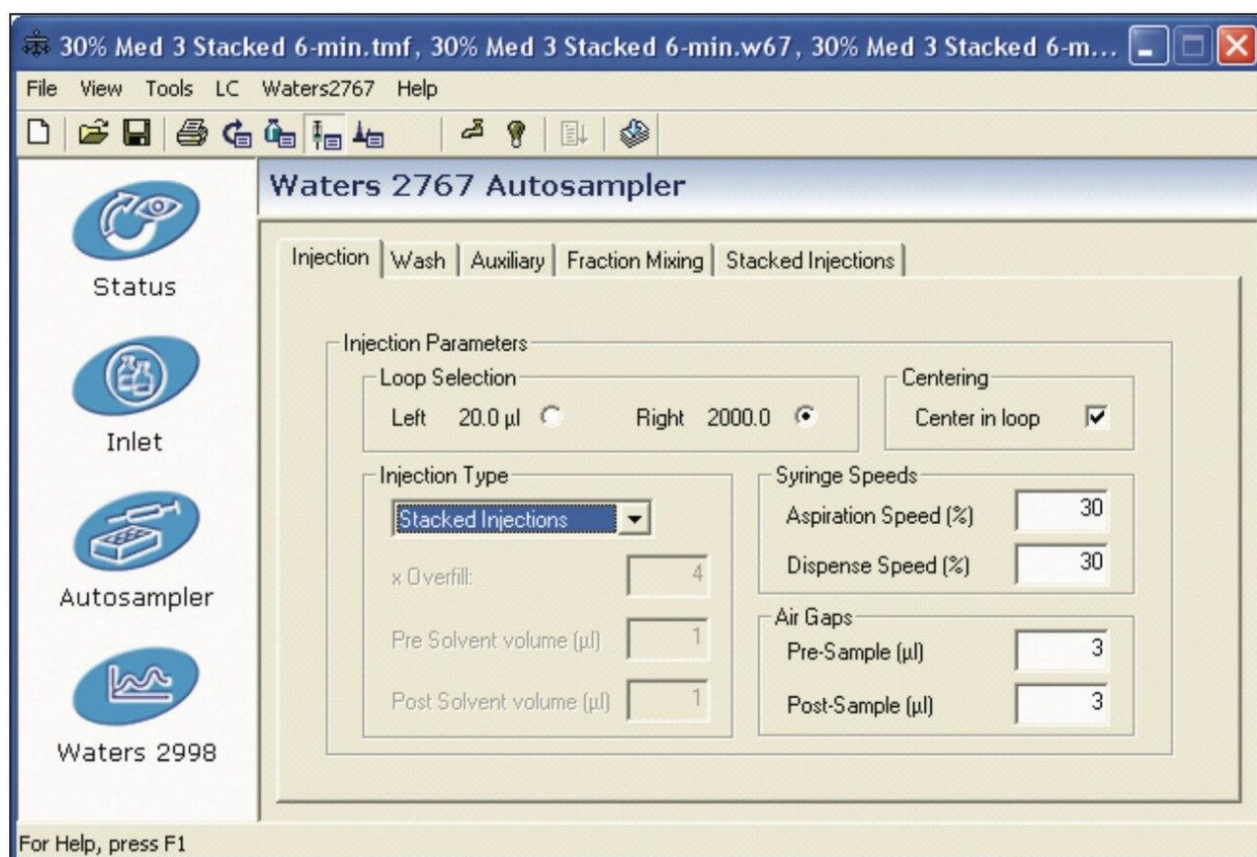 30% Med 3 Stacked 6-min.tmf, 30% Med 3 Stacked 6-min.w67, 30% Med 3 Stacked 6-m...
File View Tools LC Waters2767 Help
Waters 2767 Autosampler
Status
Inlet
Autosampler
Waters 2998
Injection Wash Auxiliary Fraction Mixing Stacked Injections
Injection Parameters
Loop Selection
Left 20.0 µl Right 2000.0
Centering
Center in loop
Injection Type
Stacked Injections
x Overfill: 4
Pre Solvent volume (µl) 1
Post Solvent volume (µl) 1
Syringe Speeds
Aspiration Speed (%) 30
Dispense Speed (%) 30
Air Gaps
Pre-Sample (µl) 3
Post-Sample (µl) 3
For Help, press F1